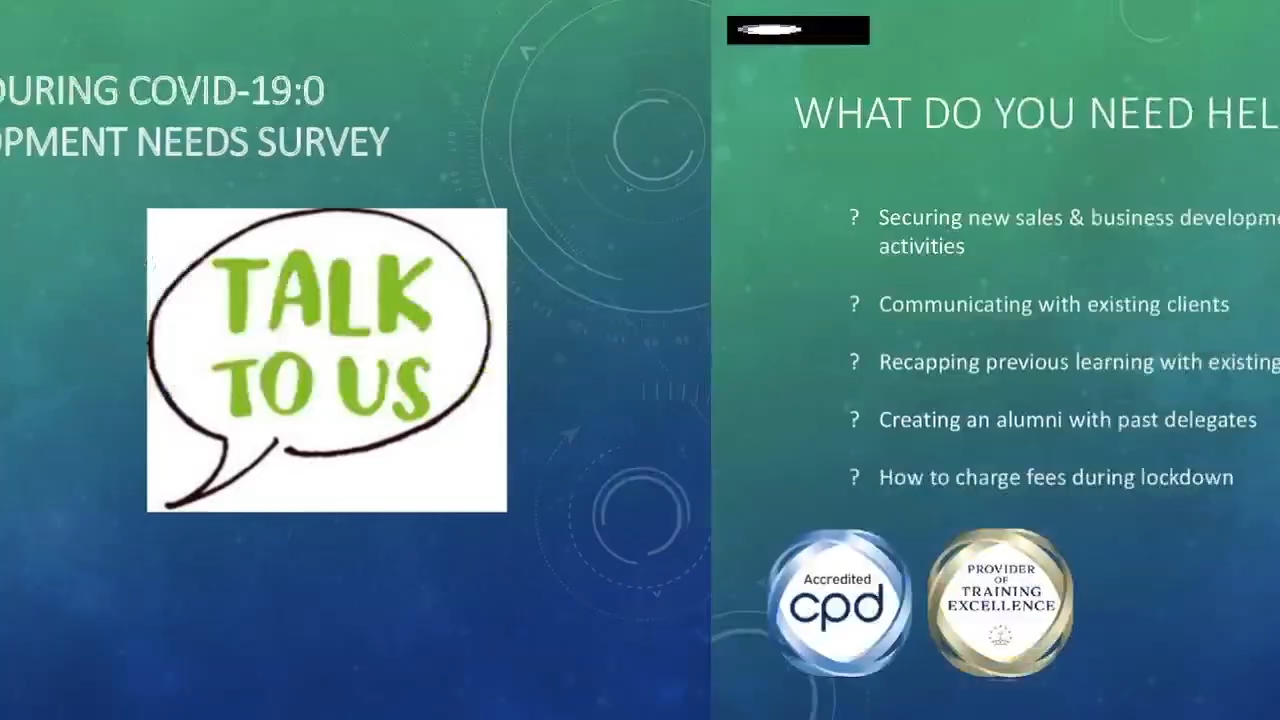 DURING COVID-19:0
OPMENT NEEDS SURVEY
TALK
TO US
WHAT DO YOU NEED HEL
? Securing new sales & business developme
activities
? Communicating with existing clients
? Recapping previous learning with existing
? Creating an alumni with past delegates
? How to charge fees during lockdown
Accredited
cpd
PROVIDER
OF
TRAINING
EXCELLENCE